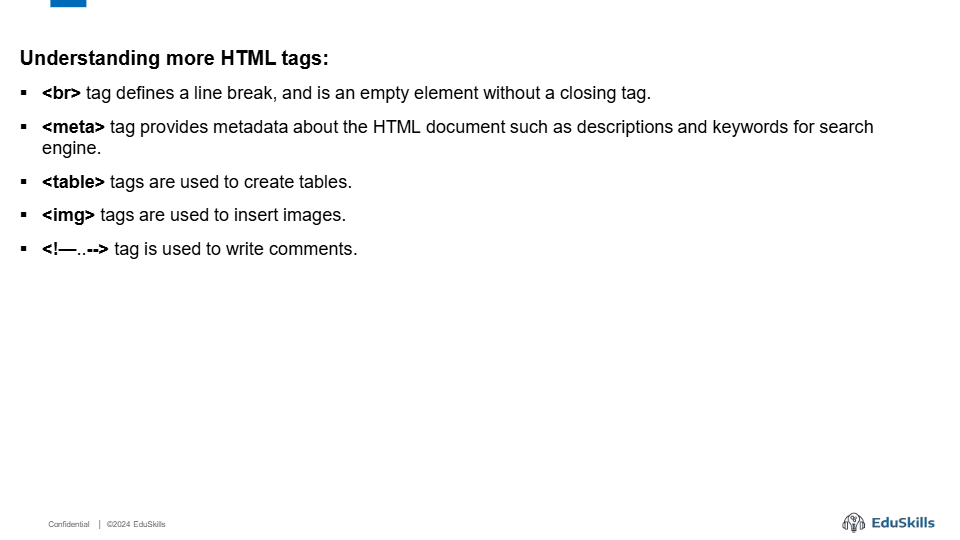 Understanding more HTML tags:
▪ <br> tag defines a line break, and is an empty element without a closing tag.
▪ <meta> tag provides metadata about the HTML document such as descriptions and keywords for search
engine.
▪ <table> tags are used to create tables.
▪ <img> tags are used to insert images.
▪ <!—..--> tag is used to write comments.
Confidential | ©2024 EduSkills
EduSkills